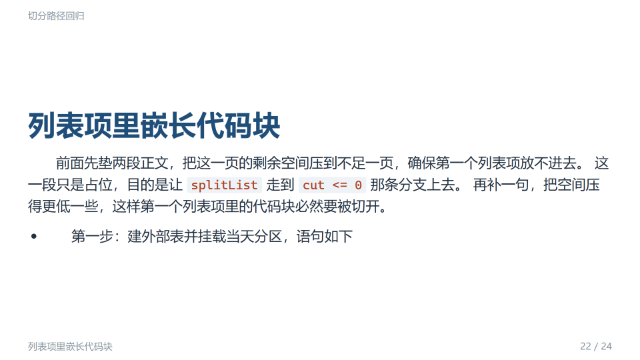 切分路径回归
列表项里嵌长代码块
前面先垫两段正文，把这一页的剩余空间压到不足一页，确保第一个列表项放不进去。 这
一段只是占位，目的是让 splitList 走到 cut <= 0 那条分支上去。 再补一句，把空间压
得更低一些，这样第一个列表项里的代码块必然要被切开。
• 第一步：建外部表并挂载当天分区，语句如下
列表项里嵌长代码块
22 / 24